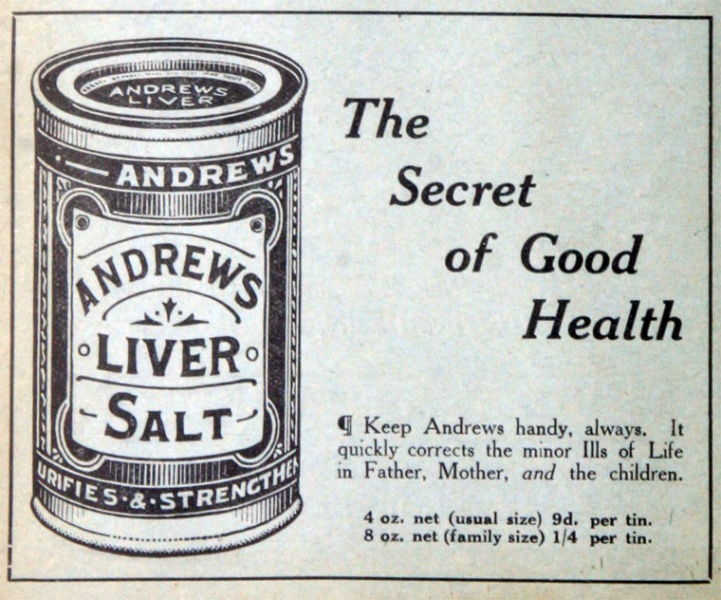 ANDREWS
LIVER
ANDREWS
ANDREWS
LIVER
SALT
URIFIES·&·STRENGTHEN
The
Secret
of Good
Health
¶ Keep Andrews handy, always. It
quickly corrects the minor Ills of Life
in Father, Mother, and the children.
4 oz. net (usual size) 9d. per tin.
8 oz. net (family size) 1/4 per tin.